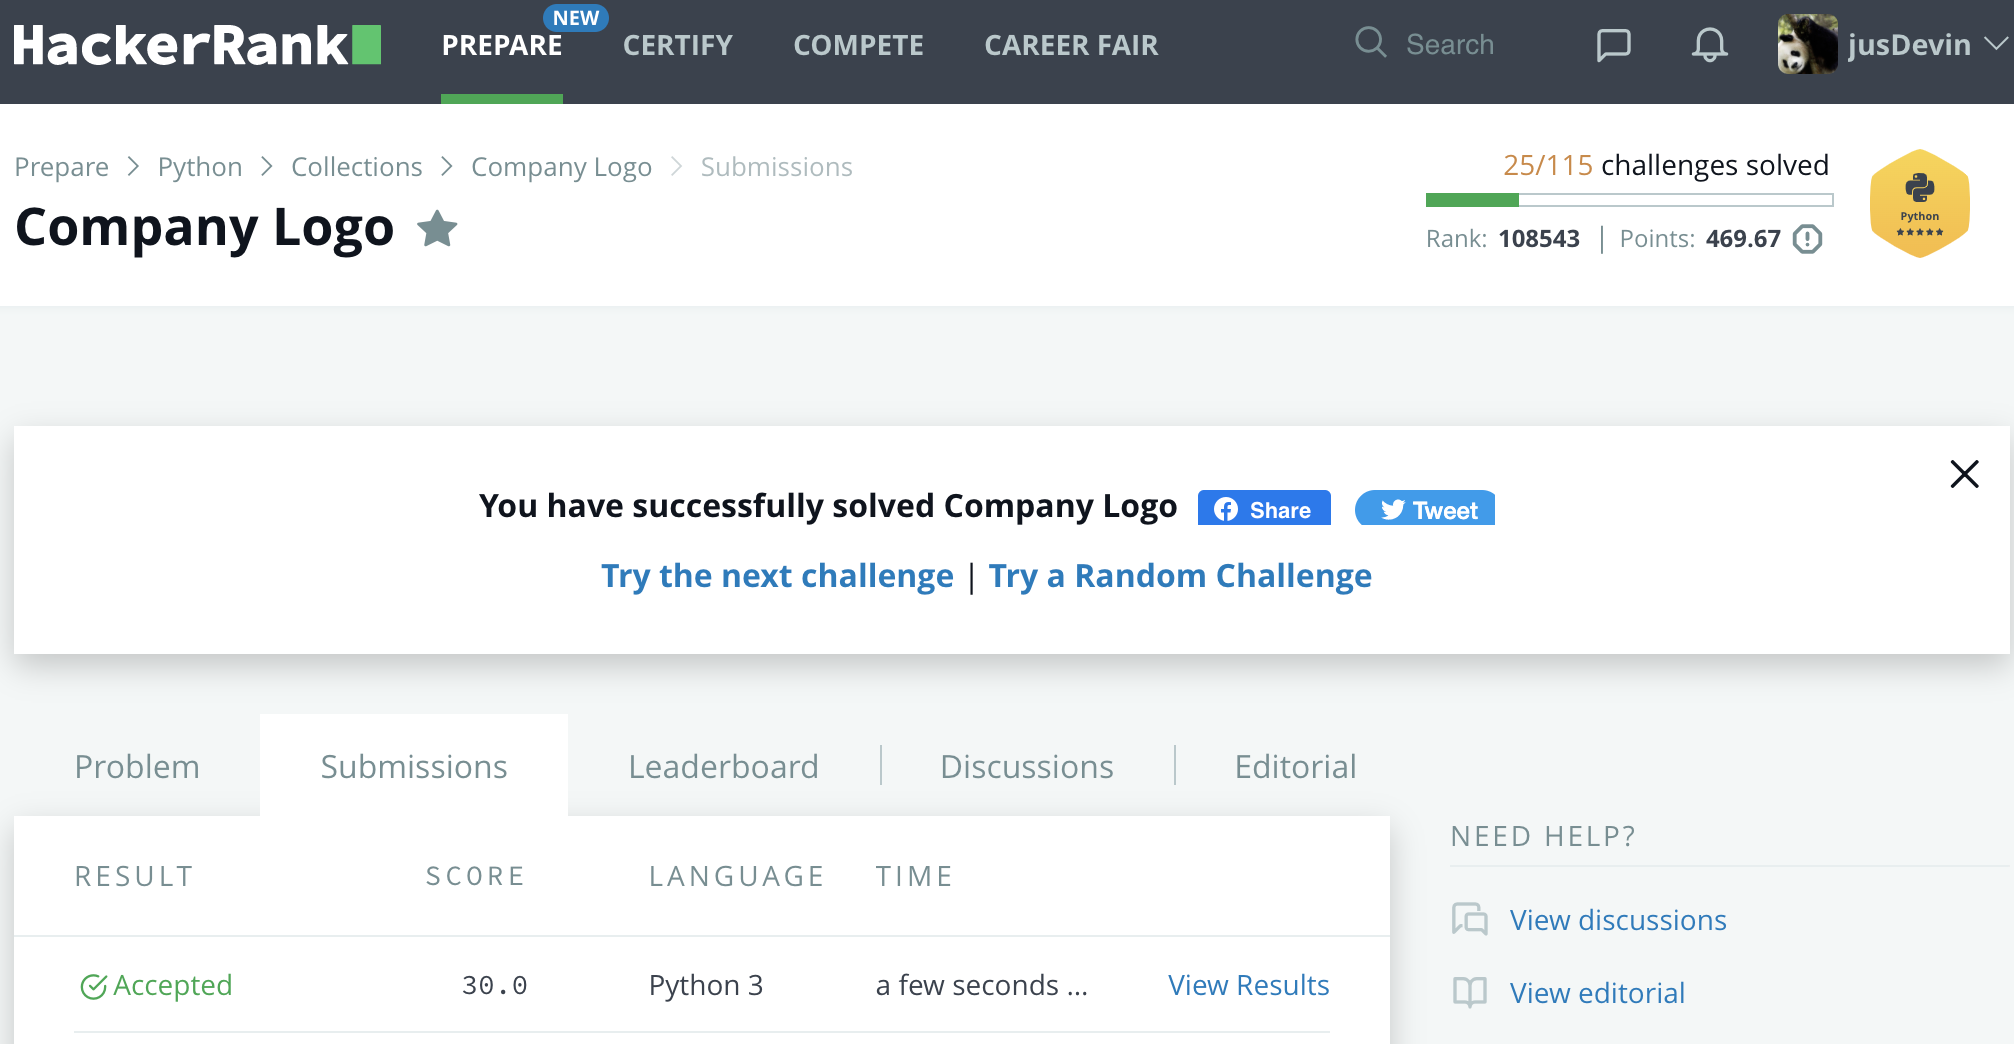 HackerRank
PREPARE NEW CERTIFY COMPETE CAREER FAIR Search jusDevin
Prepare > Python > Collections > Company Logo > Submissions
Company Logo
25/115 challenges solved
Rank: 108543 | Points: 469.67
Python
You have successfully solved Company Logo Share Tweet
Try the next challenge | Try a Random Challenge
Problem Submissions Leaderboard Discussions Editorial
RESULT SCORE LANGUAGE TIME
Accepted 30.0 Python 3 a few seconds ... View Results
NEED HELP?
View discussions
View editorial